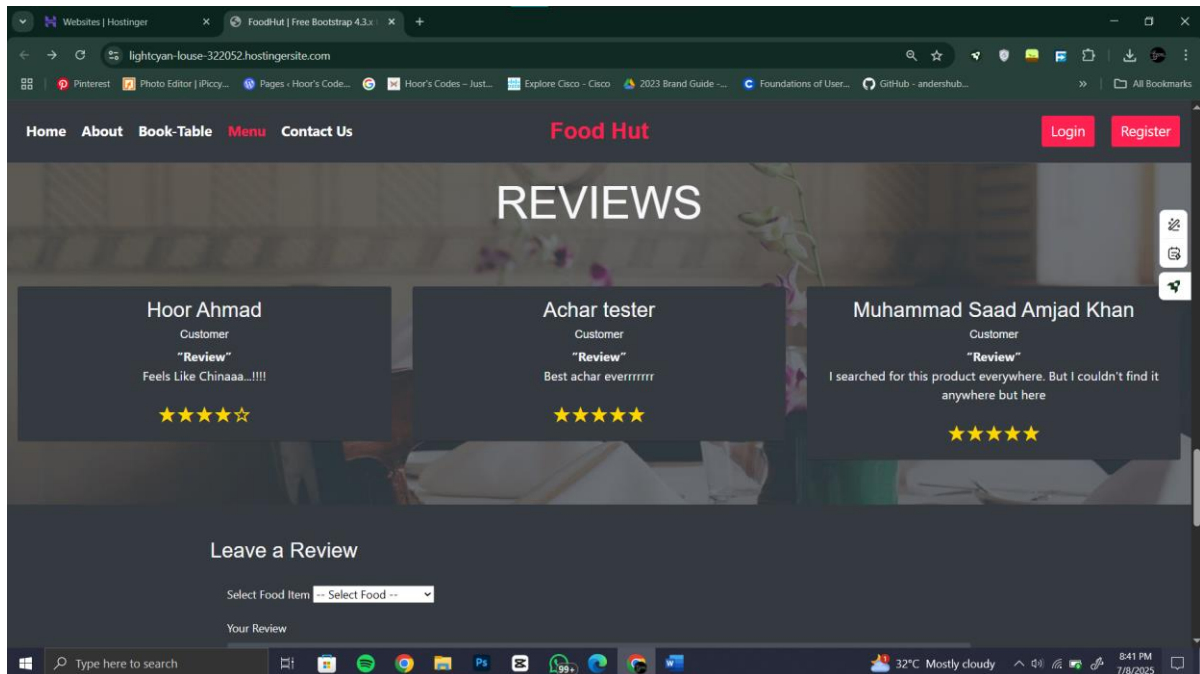 Websites | Hostinger
FoodHut | Free Bootstrap 4.3.x
lightcyan-louse-322052.hostingersite.com
Pinterest Photo Editor | iPiccy... Pages ‹ Hoor's Code... Hoor's Codes – Just... Explore Cisco - Cisco 2023 Brand Guide -... Foundations of User... GitHub - andershub... » All Bookmarks
Home About Book-Table Menu Contact Us Food Hut Login Register
REVIEWS
Hoor Ahmad
Customer
“Review”
Feels Like Chinaaa...!!!!
★★★★☆
Achar tester
Customer
“Review”
Best achar everrrrrrr
★★★★★
Muhammad Saad Amjad Khan
Customer
“Review”
I searched for this product everywhere. But I couldn't find it
anywhere but here
★★★★★
Leave a Review
Select Food Item -- Select Food --
Your Review
Type here to search
Ps
99+
32°C Mostly cloudy
8:41 PM
7/8/2025